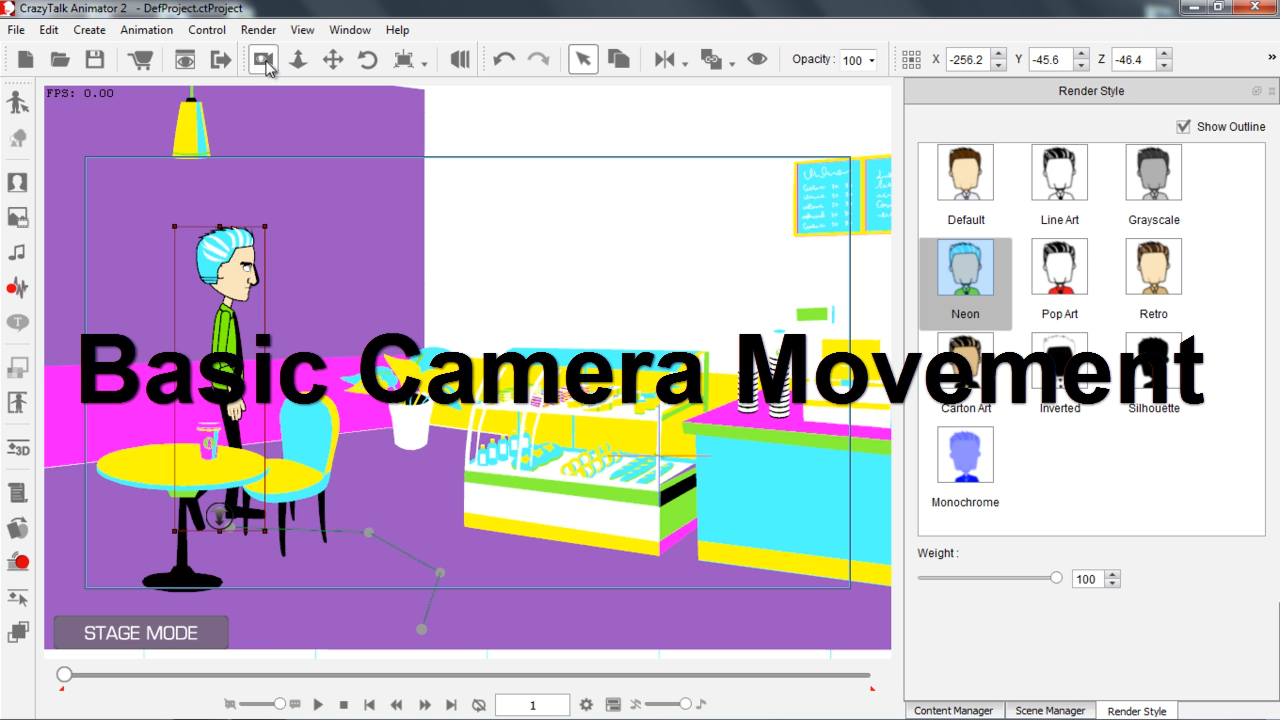 CrazyTalk Animator 2 - DefProject.ctProject
File Edit Create Animation Control Render View Window Help
Opacity : 100 X -256.2 Y -45.6 Z -46.4 »
FPS: 0.00
Render Style
Show Outline
Default Line Art Grayscale
Neon Pop Art Retro
Basic Camera Movement
Carton Art Inverted Silhouette
Monochrome
Weight :
100
STAGE MODE
3D
1
Content Manager Scene Manager Render Style